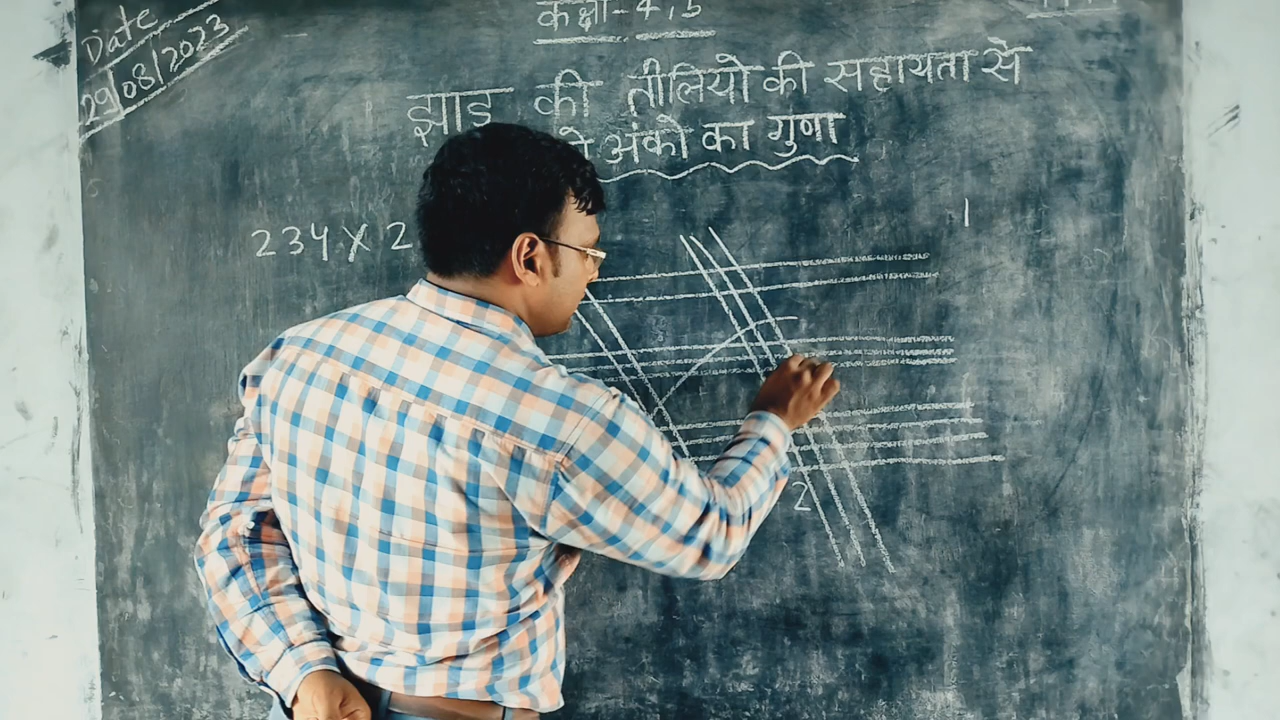 Date
29/08/2023
कक्षा-4,5
झाड की तीलियो की सहायता से
अंको का गुणा
234 X 2
1
2